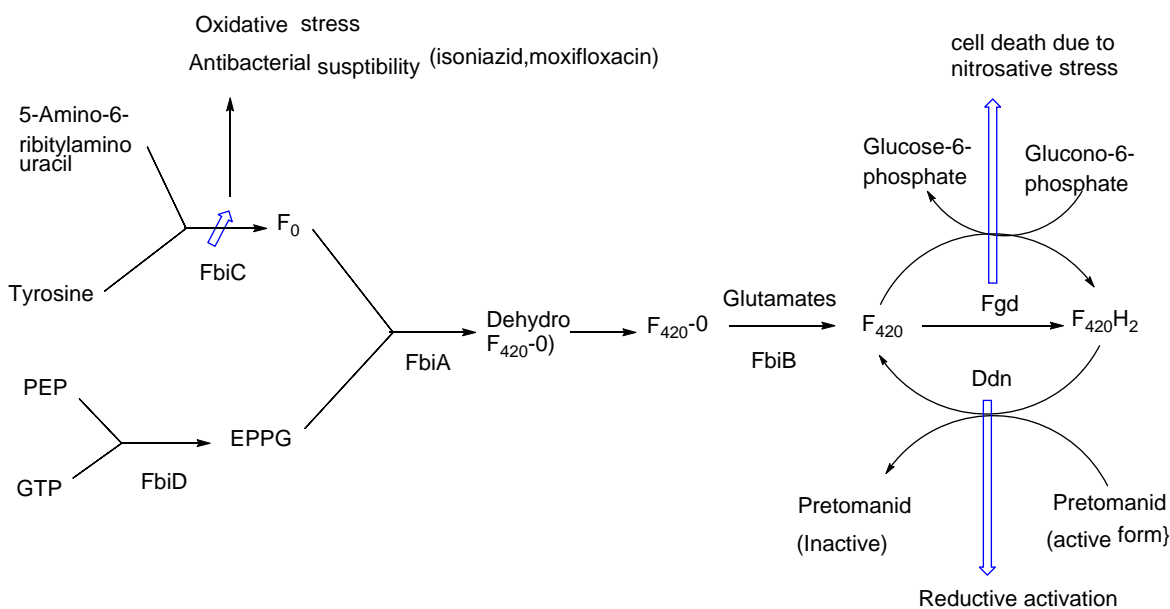 Oxidative stress
Antibacterial susptibility (isoniazid,moxifloxacin)
5-Amino-6-
ribitylamino
uracil
Tyrosine
FbiC
F₀
PEP
GTP
FbiD
EPPG
FbiA
Dehydro
F₄₂₀-0)
F₄₂₀-0
Glutamates
FbiB
cell death due to
nitrosative stress
Glucose-6-
phosphate
Glucono-6-
phosphate
F₄₂₀
Fgd
F₄₂₀H₂
Ddn
Pretomanid
(Inactive)
Pretomanid
(active form}
Reductive activation